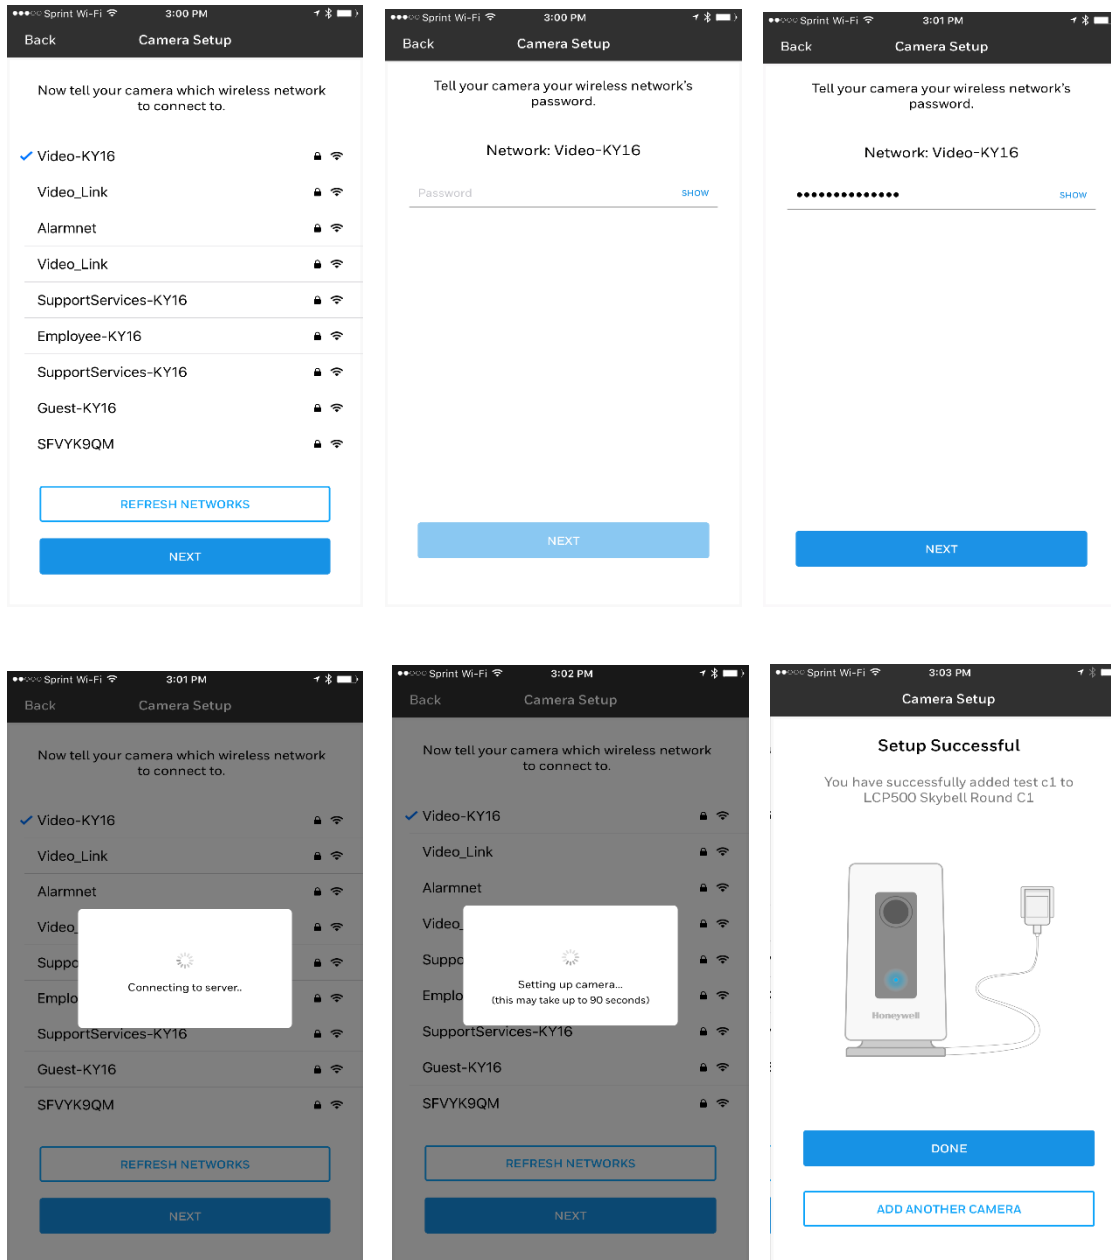 Sprint Wi-Fi 3:00 PM
Back Camera Setup
Now tell your camera which wireless network
to connect to.
Video-KY16
Video_Link
Alarmnet
Video_Link
SupportServices-KY16
Employee-KY16
SupportServices-KY16
Guest-KY16
SFVYK9QM
REFRESH NETWORKS
NEXT
Sprint Wi-Fi 3:00 PM
Back Camera Setup
Tell your camera your wireless network's
password.
Network: Video-KY16
Password SHOW
NEXT
Sprint Wi-Fi 3:01 PM
Back Camera Setup
Tell your camera your wireless network's
password.
Network: Video-KY16
•••••••••••••• SHOW
NEXT
Sprint Wi-Fi 3:01 PM
Back Camera Setup
Now tell your camera which wireless network
to connect to.
Video-KY16
Video_Link
Alarmnet
Video_
Suppo
Connecting to server..
Emplo
SupportServices-KY16
Guest-KY16
SFVYK9QM
REFRESH NETWORKS
NEXT
Sprint Wi-Fi 3:02 PM
Back Camera Setup
Now tell your camera which wireless network
to connect to.
Video-KY16
Video_Link
Alarmnet
Video_
Suppo
Setting up camera...
Emplo
(this may take up to 90 seconds)
SupportServices-KY16
Guest-KY16
SFVYK9QM
REFRESH NETWORKS
NEXT
Sprint Wi-Fi 3:03 PM
Camera Setup
Setup Successful
You have successfully added test c1 to
LCP500 Skybell Round C1
Honeywell
DONE
ADD ANOTHER CAMERA